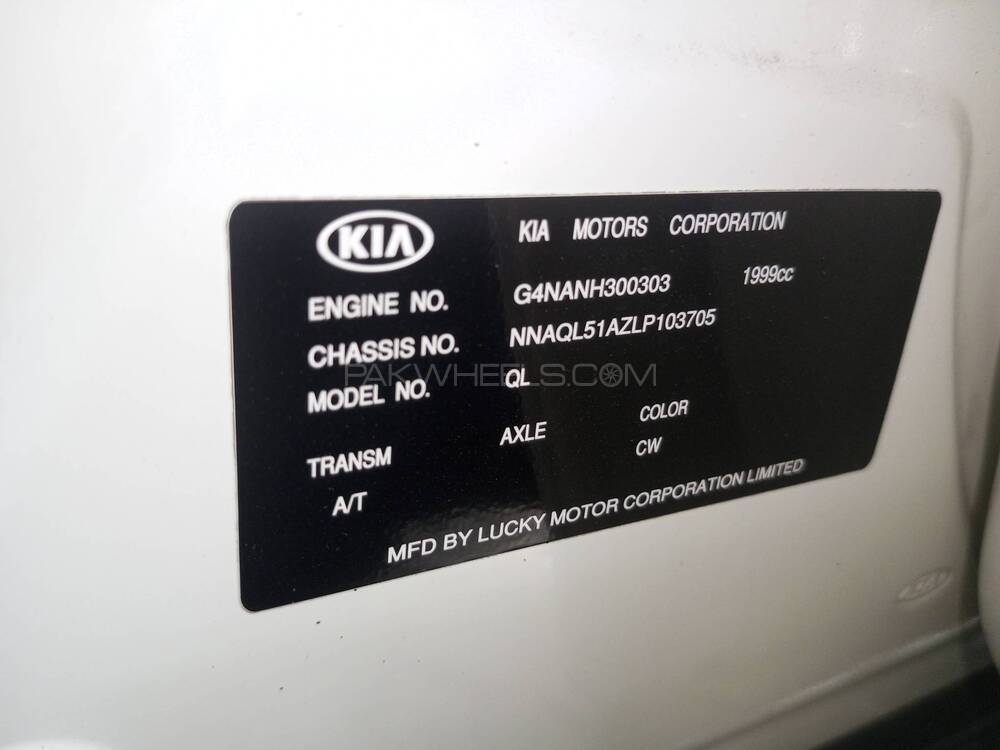 KIA KIA MOTORS CORPORATION
ENGINE NO. G4NANH300303 1999cc
CHASSIS NO. NNAQL51AZLP103705
PAKWHEELS.COM
MODEL NO. QL
TRANSM AXLE COLOR
A/T CW
MFD BY LUCKY MOTOR CORPORATION LIMITED
KIA